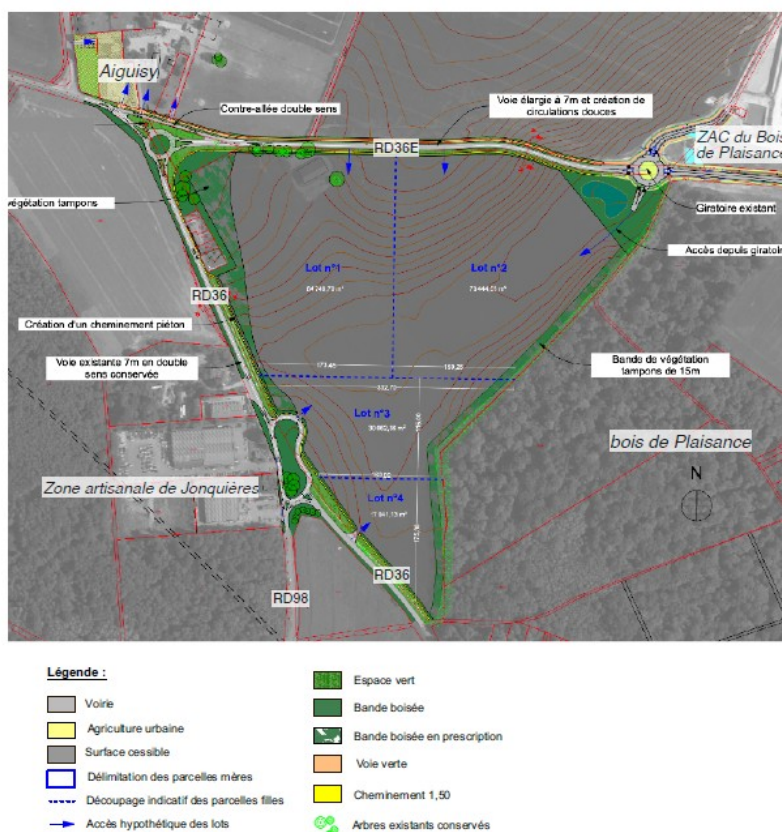 Aiguisy
Contre-allée double sens
Voie élargie à 7m et création de
circulations douces
ZAC du Bois
de Plaisance
RD36E
végétation tampons
Giratoire existant
Accès depuis giratoire
Lot n°1
Lot n°2
RD36
Création d'un cheminement piéton
Voie existante 7m en double
sens conservée
Bande de végétation
tampons de 15m
Lot n°3
bois de Plaisance
N
Zone artisanale de Jonquières
Lot n°4
RD36
RD98
Légende :
Voirie
Agriculture urbaine
Surface cessible
Délimitation des parcelles mères
Découpage indicatif des parcelles filles
Accès hypothétique des lots
Espace vert
Bande boisée
Bande boisée en prescription
Voie verte
Cheminement 1,50
Arbres existants conservés